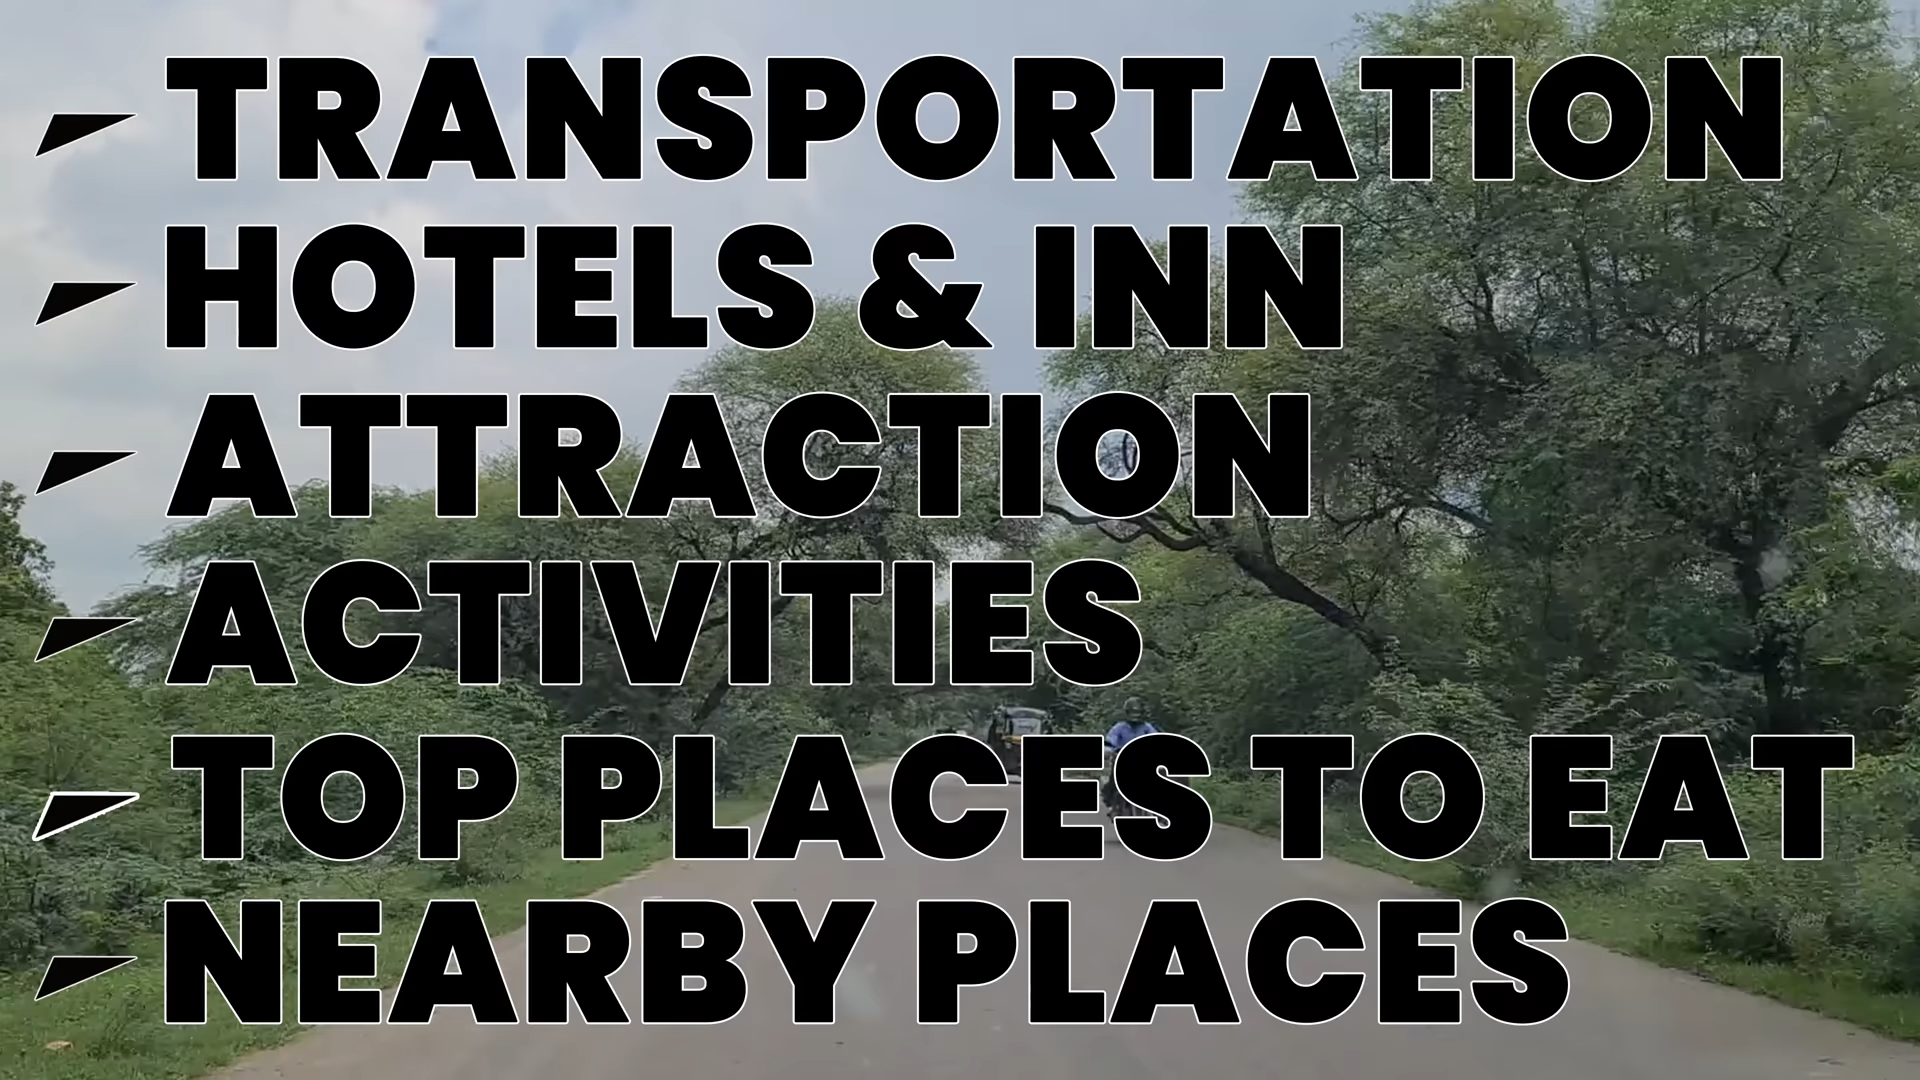 TRANSPORTATION
HOTELS & INN
ATTRACTION
ACTIVITIES
TOP PLACES TO EAT
NEARBY PLACES